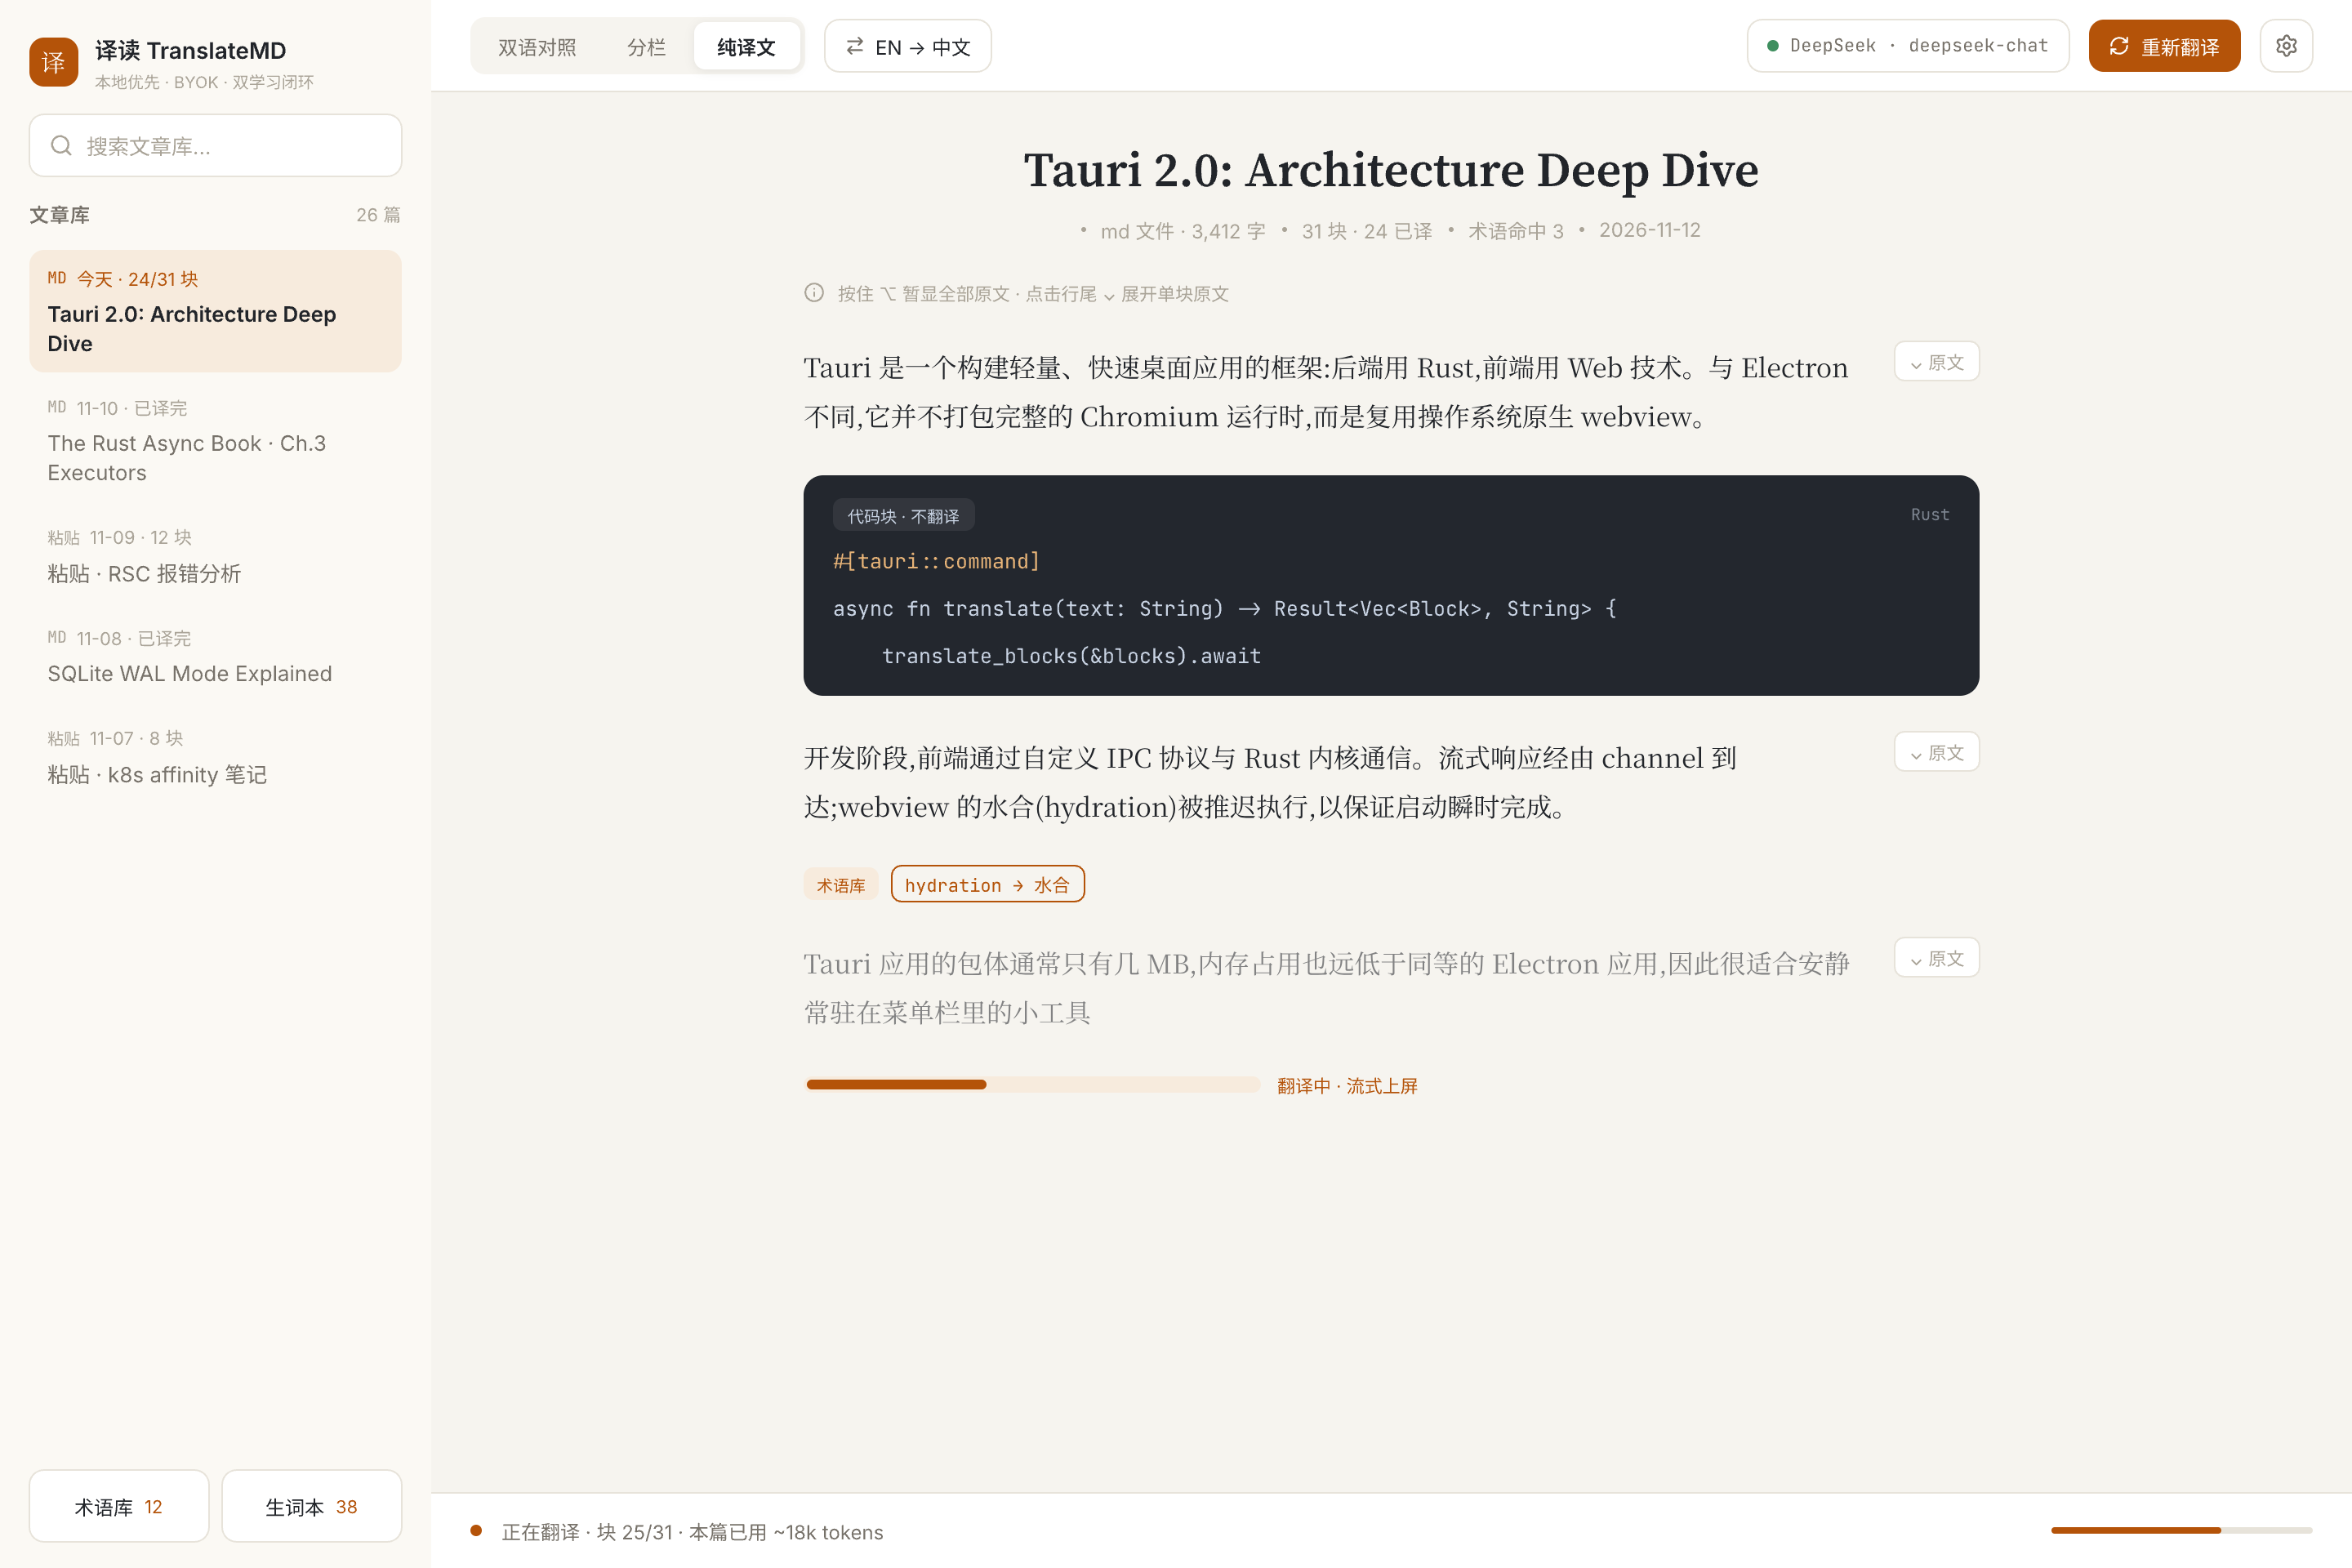 译
译读 TranslateMD
本地优先 · BYOK · 双学习闭环
搜索文章库...
文章库 26 篇
MD 今天 · 24/31 块
Tauri 2.0: Architecture Deep
Dive
MD 11-10 · 已译完
The Rust Async Book · Ch.3
Executors
粘贴 11-09 · 12 块
粘贴 · RSC 报错分析
MD 11-08 · 已译完
SQLite WAL Mode Explained
粘贴 11-07 · 8 块
粘贴 · k8s affinity 笔记
术语库 12
生词本 38
双语对照 分栏 纯译文
EN → 中文
DeepSeek · deepseek-chat
重新翻译
Tauri 2.0: Architecture Deep Dive
• md 文件 · 3,412 字 • 31 块 · 24 已译 • 术语命中 3 • 2026-11-12
按住 ⌥ 暂显全部原文 · 点击行尾 ⌄ 展开单块原文
Tauri 是一个构建轻量、快速桌面应用的框架:后端用 Rust,前端用 Web 技术。与 Electron
不同,它并不打包完整的 Chromium 运行时,而是复用操作系统原生 webview。
原文
代码块 · 不翻译
Rust
#[tauri::command]
async fn translate(text: String) -> Result<Vec<Block>, String> {
translate_blocks(&blocks).await
开发阶段,前端通过自定义 IPC 协议与 Rust 内核通信。流式响应经由 channel 到
达;webview 的水合(hydration)被推迟执行,以保证启动瞬时完成。
原文
术语库 hydration → 水合
Tauri 应用的包体通常只有几 MB,内存占用也远低于同等的 Electron 应用,因此很适合安静
常驻在菜单栏里的小工具
原文
翻译中 · 流式上屏
正在翻译 · 块 25/31 · 本篇已用 ~18k tokens